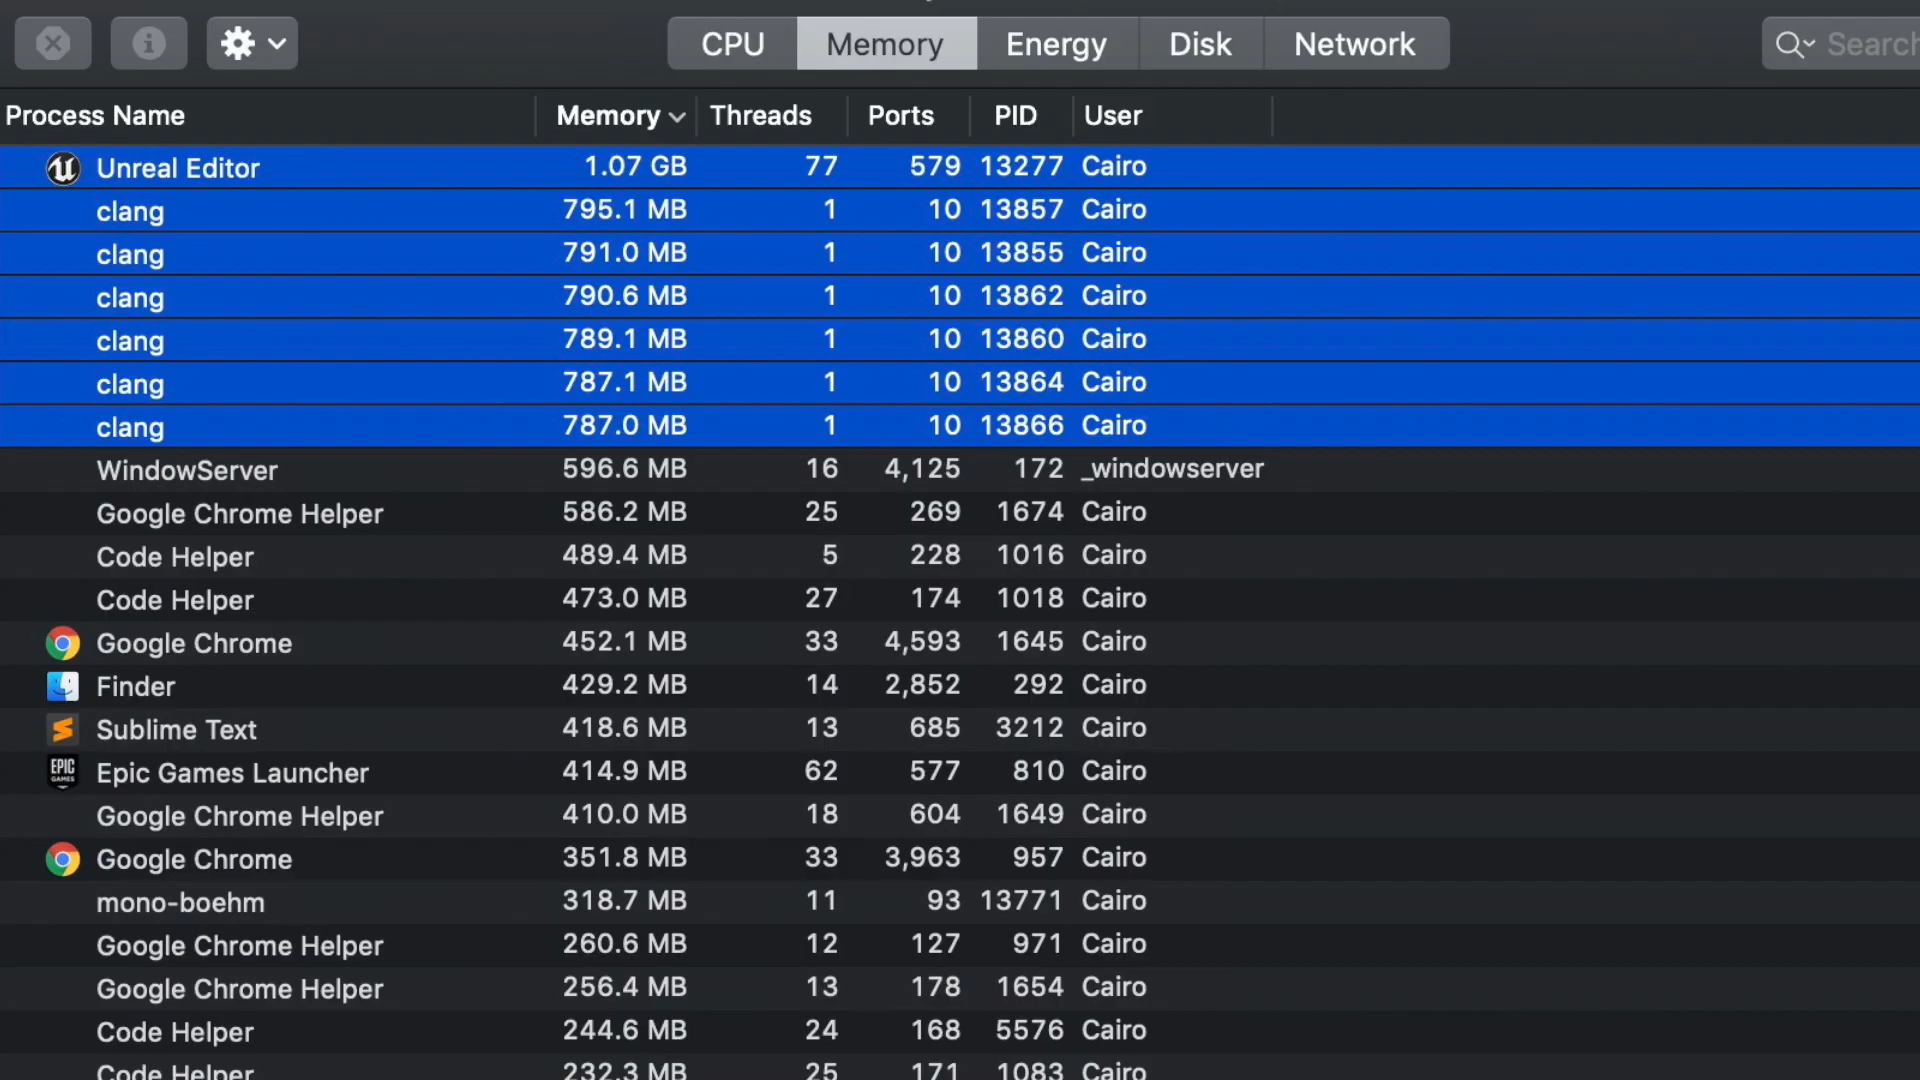 CPU Memory Energy Disk Network Search
Process Name Memory Threads Ports PID User
Unreal Editor 1.07 GB 77 579 13277 Cairo
clang 795.1 MB 1 10 13857 Cairo
clang 791.0 MB 1 10 13855 Cairo
clang 790.6 MB 1 10 13862 Cairo
clang 789.1 MB 1 10 13860 Cairo
clang 787.1 MB 1 10 13864 Cairo
clang 787.0 MB 1 10 13866 Cairo
WindowServer 596.6 MB 16 4,125 172 _windowserver
Google Chrome Helper 586.2 MB 25 269 1674 Cairo
Code Helper 489.4 MB 5 228 1016 Cairo
Code Helper 473.0 MB 27 174 1018 Cairo
Google Chrome 452.1 MB 33 4,593 1645 Cairo
Finder 429.2 MB 14 2,852 292 Cairo
Sublime Text 418.6 MB 13 685 3212 Cairo
EPIC GAMES Epic Games Launcher 414.9 MB 62 577 810 Cairo
Google Chrome Helper 410.0 MB 18 604 1649 Cairo
Google Chrome 351.8 MB 33 3,963 957 Cairo
mono-boehm 318.7 MB 11 93 13771 Cairo
Google Chrome Helper 260.6 MB 12 127 971 Cairo
Google Chrome Helper 256.4 MB 13 178 1654 Cairo
Code Helper 244.6 MB 24 168 5576 Cairo
Code Helper 232.3 MB 25 171 1083 Cairo